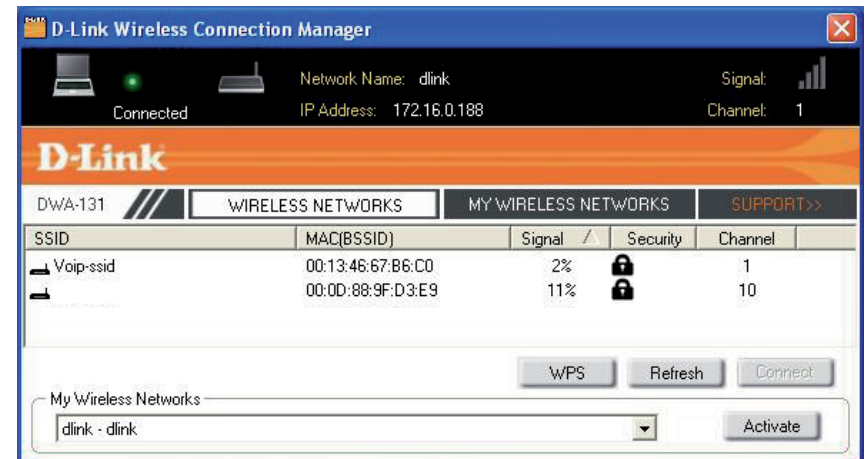 D-Link Wireless Connection Manager
Network Name: dlink Signal:
Connected IP Address: 172.16.0.188 Channel: 1
D-Link
DWA-131 WIRELESS NETWORKS MY WIRELESS NETWORKS SUPPORT>>
SSID MAC(BSSID) Signal Security Channel
Voip-ssid 00:13:46:67:B6:C0 2% 1
00:0D:88:9F:D3:E9 11% 10
WPS Refresh Connect
My Wireless Networks
dlink - dlink Activate